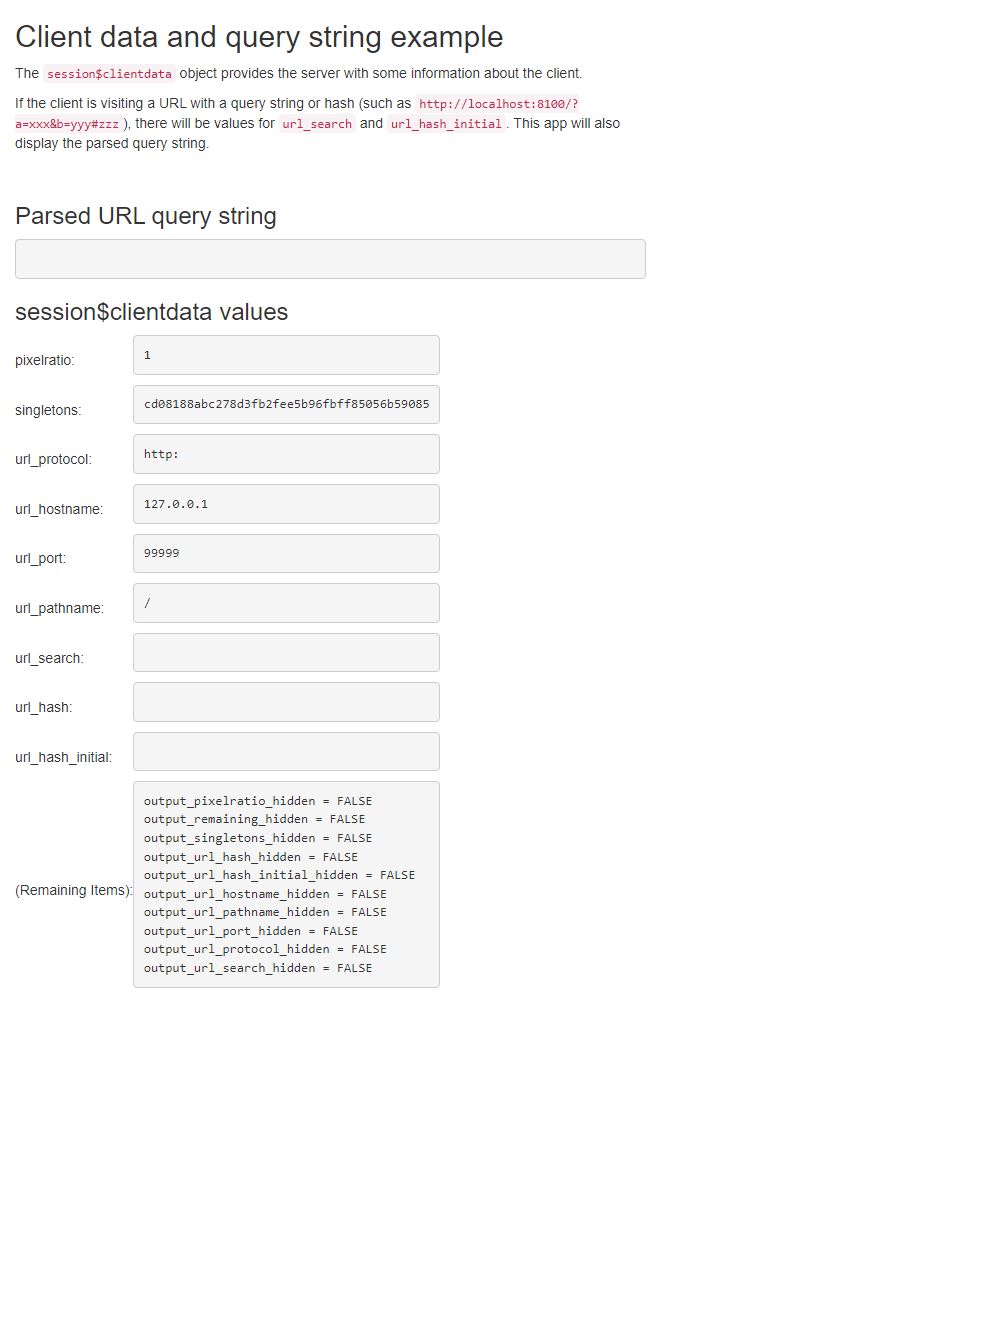 Client data and query string example
The session$clientdata object provides the server with some information about the client.
If the client is visiting a URL with a query string or hash (such as http://localhost:8100/?
a=xxx&b=yyy#zzz ), there will be values for url_search and url_hash_initial . This app will also
display the parsed query string.
Parsed URL query string
session$clientdata values
pixelratio: 1
singletons: cd08188abc278d3fb2fee5b96fbff85056b59085
url_protocol: http:
url_hostname: 127.0.0.1
url_port: 99999
url_pathname: /
url_search:
url_hash:
url_hash_initial:
output_pixelratio_hidden = FALSE
output_remaining_hidden = FALSE
output_singletons_hidden = FALSE
output_url_hash_hidden = FALSE
output_url_hash_initial_hidden = FALSE
(Remaining Items): output_url_hostname_hidden = FALSE
output_url_pathname_hidden = FALSE
output_url_port_hidden = FALSE
output_url_protocol_hidden = FALSE
output_url_search_hidden = FALSE